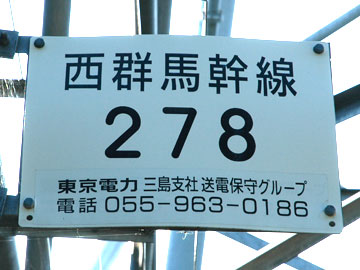 西群馬幹線
278
東京電力 三島支社 送電保守グループ
電話 055-963-0186